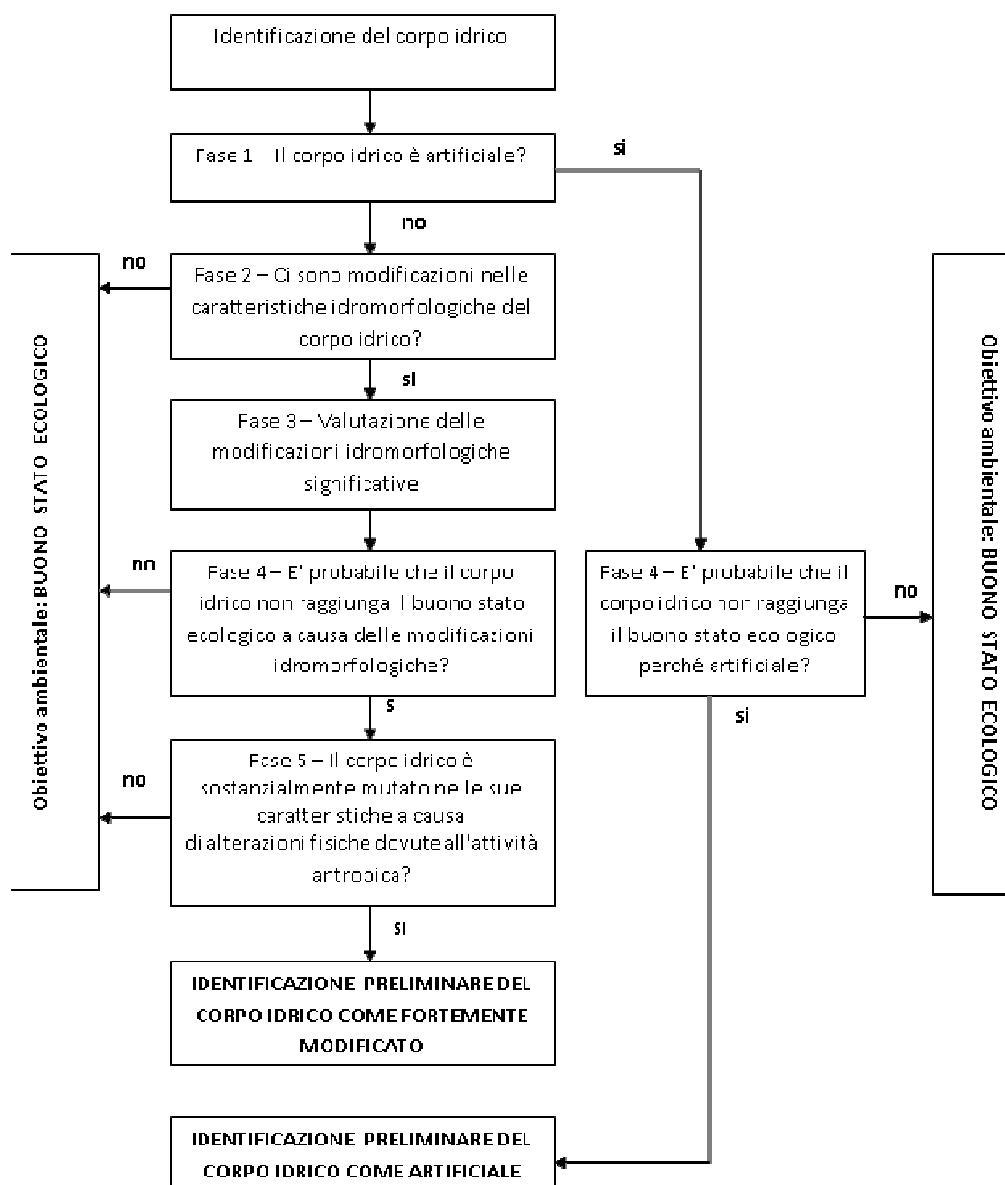 Identificazione del corpo idrico
Fase 1 – Il corpo idrico è artificiale?
si
no
no
Fase 2 – Ci sono modificazioni nelle
caratteristiche idromorfologiche del
corpo idrico?
si
Fase 3 – Valutazione delle
modificazioni idromorfologiche
significative
no
Fase 4 – E' probabile che il corpo
idrico non raggiunga il buono stato
ecologico a causa delle modificazioni
idromorfologiche?
s
Fase 4 – E' probabile che il
corpo idrico non raggiunga
il buono stato ecologico
perché artificiale?
no
si
no
Fase 5 – Il corpo idrico è
sostanzialmente mutato nelle sue
caratteristiche a causa
di alterazioni fisiche dovute all'attività
antropica?
si
IDENTIFICAZIONE PRELIMINARE DEL
CORPO IDRICO COME FORTEMENTE
MODIFICATO
IDENTIFICAZIONE PRELIMINARE DEL
CORPO IDRICO COME ARTIFICIALE
Obiettivo ambientale: BUONO STATO ECOLOGICO
Obiettivo ambientale: BUONO STATO ECOLOGICO